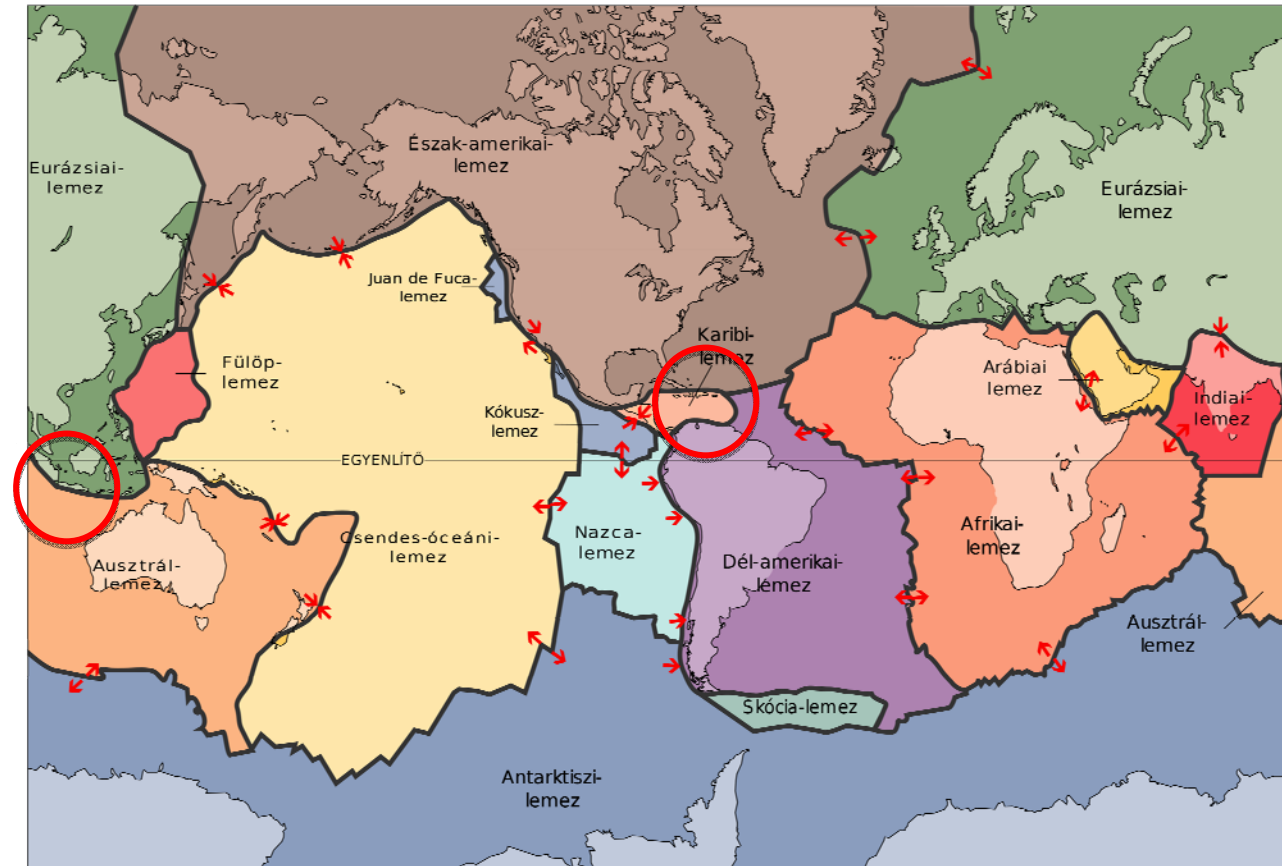 Észak-amerikai-
lemez
Eurázsiai-
lemez
Eurázsiai-
lemez
Juan de Fuca-
lemez
Karibi-
lemez
Fülöp-
lemez
Arábiai
lemez
Indiai-
lemez
Kókusz-
lemez
EGYENLÍTŐ
Csendes-óceáni-
lemez
Nazca-
lemez
Dél-amerikai-
lemez
Afrikai-
lemez
Ausztrál-
lemez
Ausztrál-
lemez
Skócia-lemez
Antarktiszi-
lemez